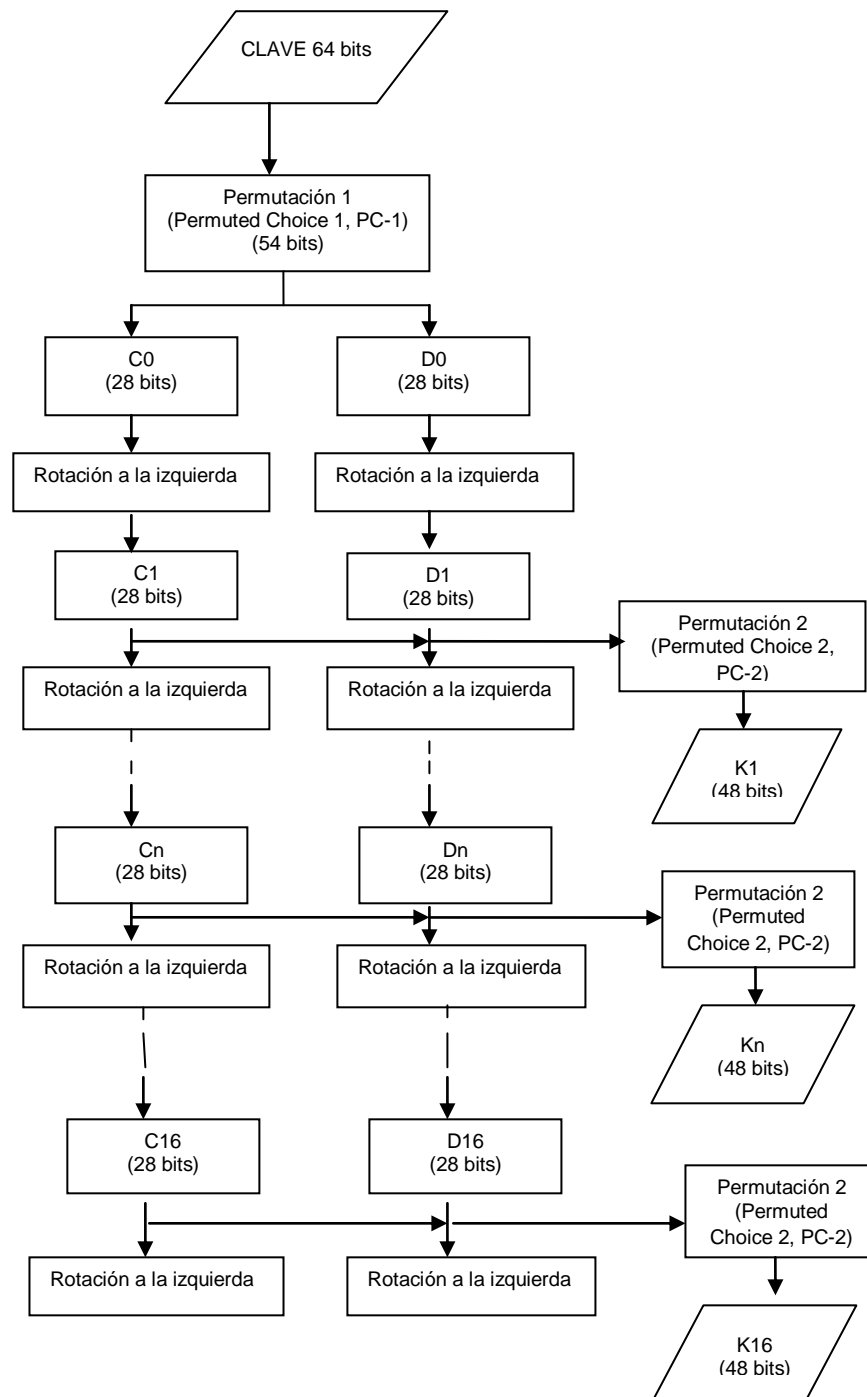 CLAVE 64 bits
Permutación 1
(Permuted Choice 1, PC-1)
(54 bits)
C0
(28 bits)
D0
(28 bits)
Rotación a la izquierda
Rotación a la izquierda
C1
(28 bits)
D1
(28 bits)
Permutación 2
(Permuted Choice 2,
PC-2)
Rotación a la izquierda
Rotación a la izquierda
K1
(48 bits)
Cn
(28 bits)
Dn
(28 bits)
Permutación 2
(Permuted
Choice 2, PC-2)
Rotación a la izquierda
Rotación a la izquierda
Kn
(48 bits)
C16
(28 bits)
D16
(28 bits)
Permutación 2
(Permuted
Choice 2, PC-2)
Rotación a la izquierda
Rotación a la izquierda
K16
(48 bits)